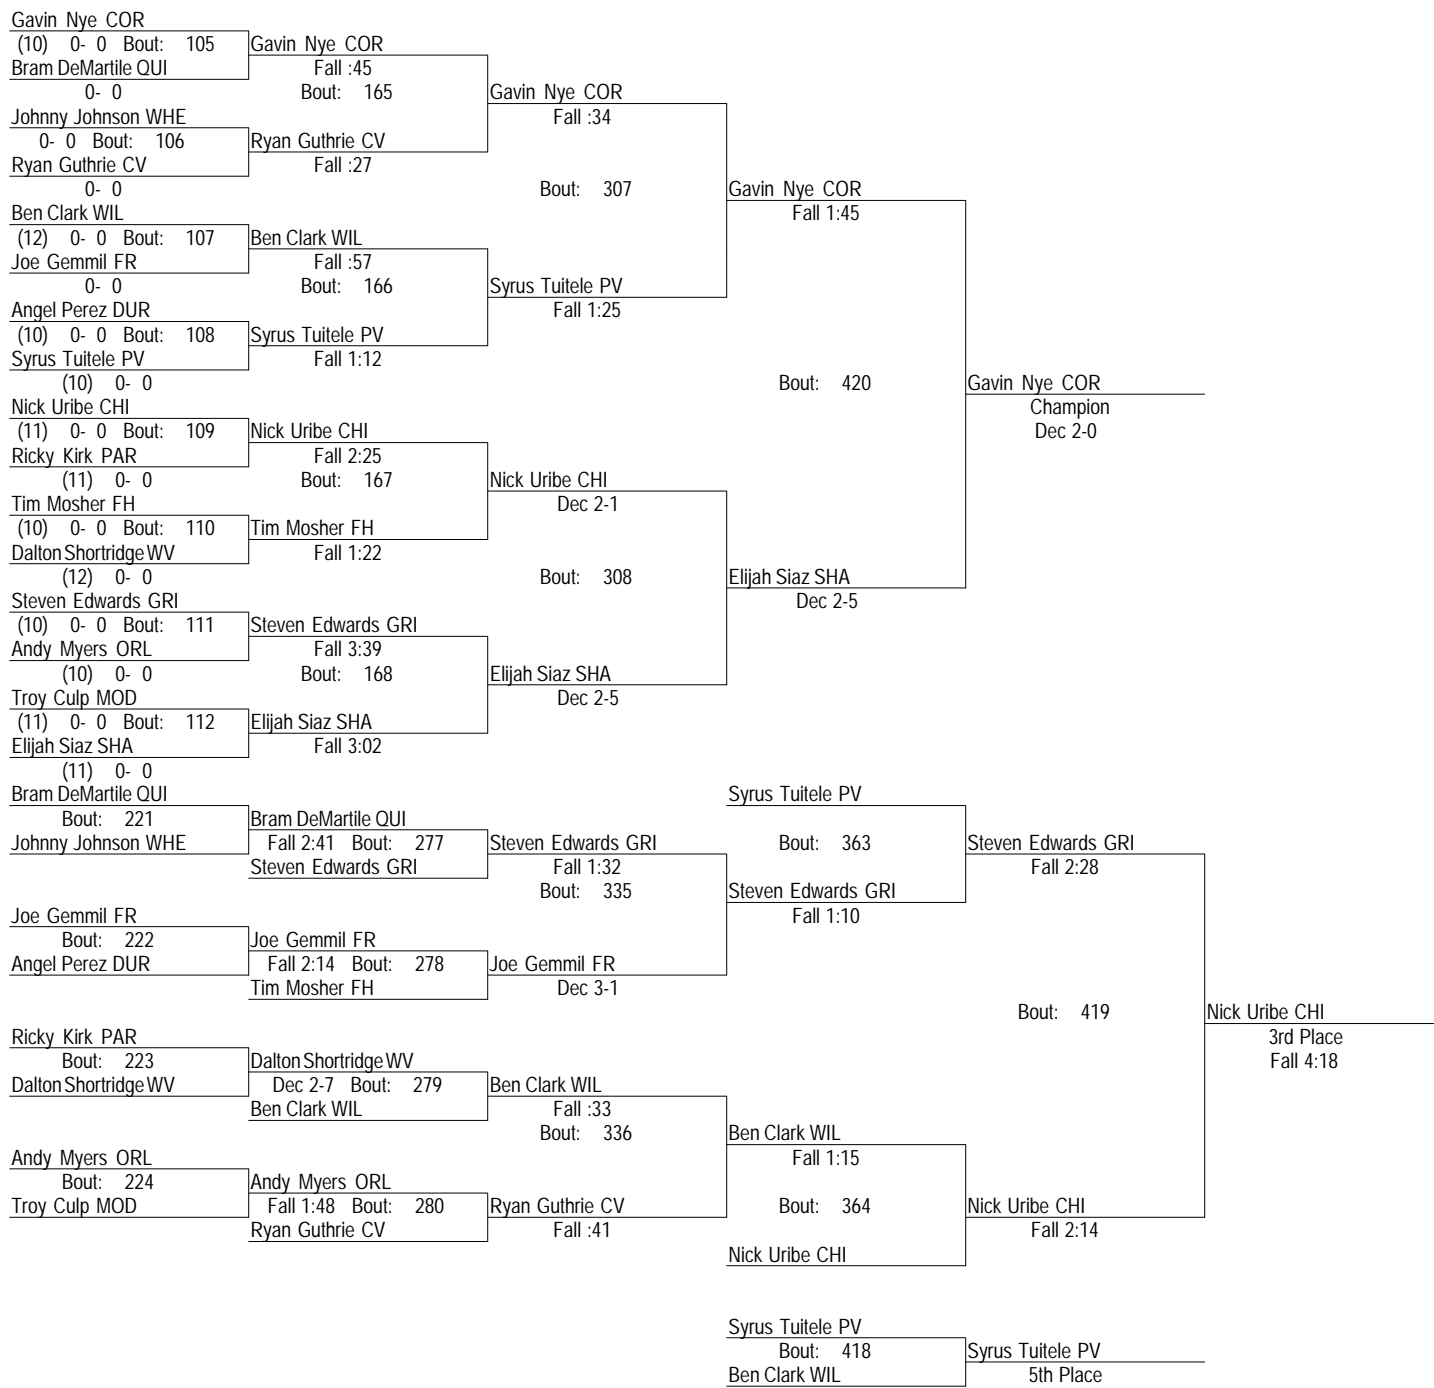 Gavin Nye COR
(10) 0- 0 Bout: 105 Gavin Nye COR
Bram DeMartile QUI Fall :45
0- 0 Bout: 165 Gavin Nye COR
Johnny Johnson WHE Fall :34
0- 0 Bout: 106 Ryan Guthrie CV
Ryan Guthrie CV Fall :27
0- 0 Bout: 307 Gavin Nye COR
Ben Clark WIL Fall 1:45
(12) 0- 0 Bout: 107 Ben Clark WIL
Joe Gemmil FR Fall :57
0- 0 Bout: 166 Syrus Tuitele PV
Angel Perez DUR Fall 1:25
(10) 0- 0 Bout: 108 Syrus Tuitele PV
Syrus Tuitele PV Fall 1:12
(10) 0- 0 Bout: 420 Gavin Nye COR
Nick Uribe CHI Champion
(11) 0- 0 Bout: 109 Nick Uribe CHI Dec 2-0
Ricky Kirk PAR Fall 2:25
(11) 0- 0 Bout: 167 Nick Uribe CHI
Tim Mosher FH Dec 2-1
(10) 0- 0 Bout: 110 Tim Mosher FH
Dalton Shortridge WV Fall 1:22
(12) 0- 0 Bout: 308 Elijah Siaz SHA
Steven Edwards GRI Dec 2-5
(10) 0- 0 Bout: 111 Steven Edwards GRI
Andy Myers ORL Fall 3:39
(10) 0- 0 Bout: 168 Elijah Siaz SHA
Troy Culp MOD Dec 2-5
(11) 0- 0 Bout: 112 Elijah Siaz SHA
Elijah Siaz SHA Fall 3:02
(11) 0- 0
Bram DeMartile QUI Syrus Tuitele PV
Bout: 221 Bram DeMartile QUI
Johnny Johnson WHE Fall 2:41 Bout: 277 Steven Edwards GRI Bout: 363 Steven Edwards GRI
Steven Edwards GRI Fall 1:32 Fall 2:28
Bout: 335 Steven Edwards GRI
Joe Gemmil FR Fall 1:10
Bout: 222 Joe Gemmil FR
Angel Perez DUR Fall 2:14 Bout: 278 Joe Gemmil FR
Tim Mosher FH Dec 3-1
Bout: 419 Nick Uribe CHI
Ricky Kirk PAR 3rd Place
Bout: 223 Dalton Shortridge WV Fall 4:18
Dalton Shortridge WV Dec 2-7 Bout: 279 Ben Clark WIL
Ben Clark WIL Fall :33
Bout: 336 Ben Clark WIL
Andy Myers ORL Fall 1:15
Bout: 224 Andy Myers ORL
Troy Culp MOD Fall 1:48 Bout: 280 Ryan Guthrie CV Bout: 364 Nick Uribe CHI
Ryan Guthrie CV Fall :41 Fall 2:14
Nick Uribe CHI
Syrus Tuitele PV
Bout: 418 Syrus Tuitele PV
Ben Clark WIL 5th Place